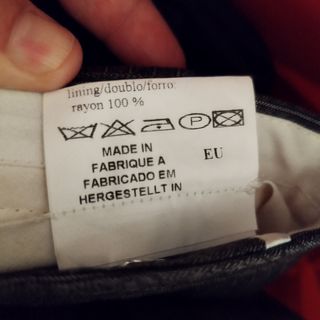 lining/doublo/forro
rayon 100 %
P
MADE IN
FABRIQUE A
FABRICADO EM
HERGESTELLT IN
EU